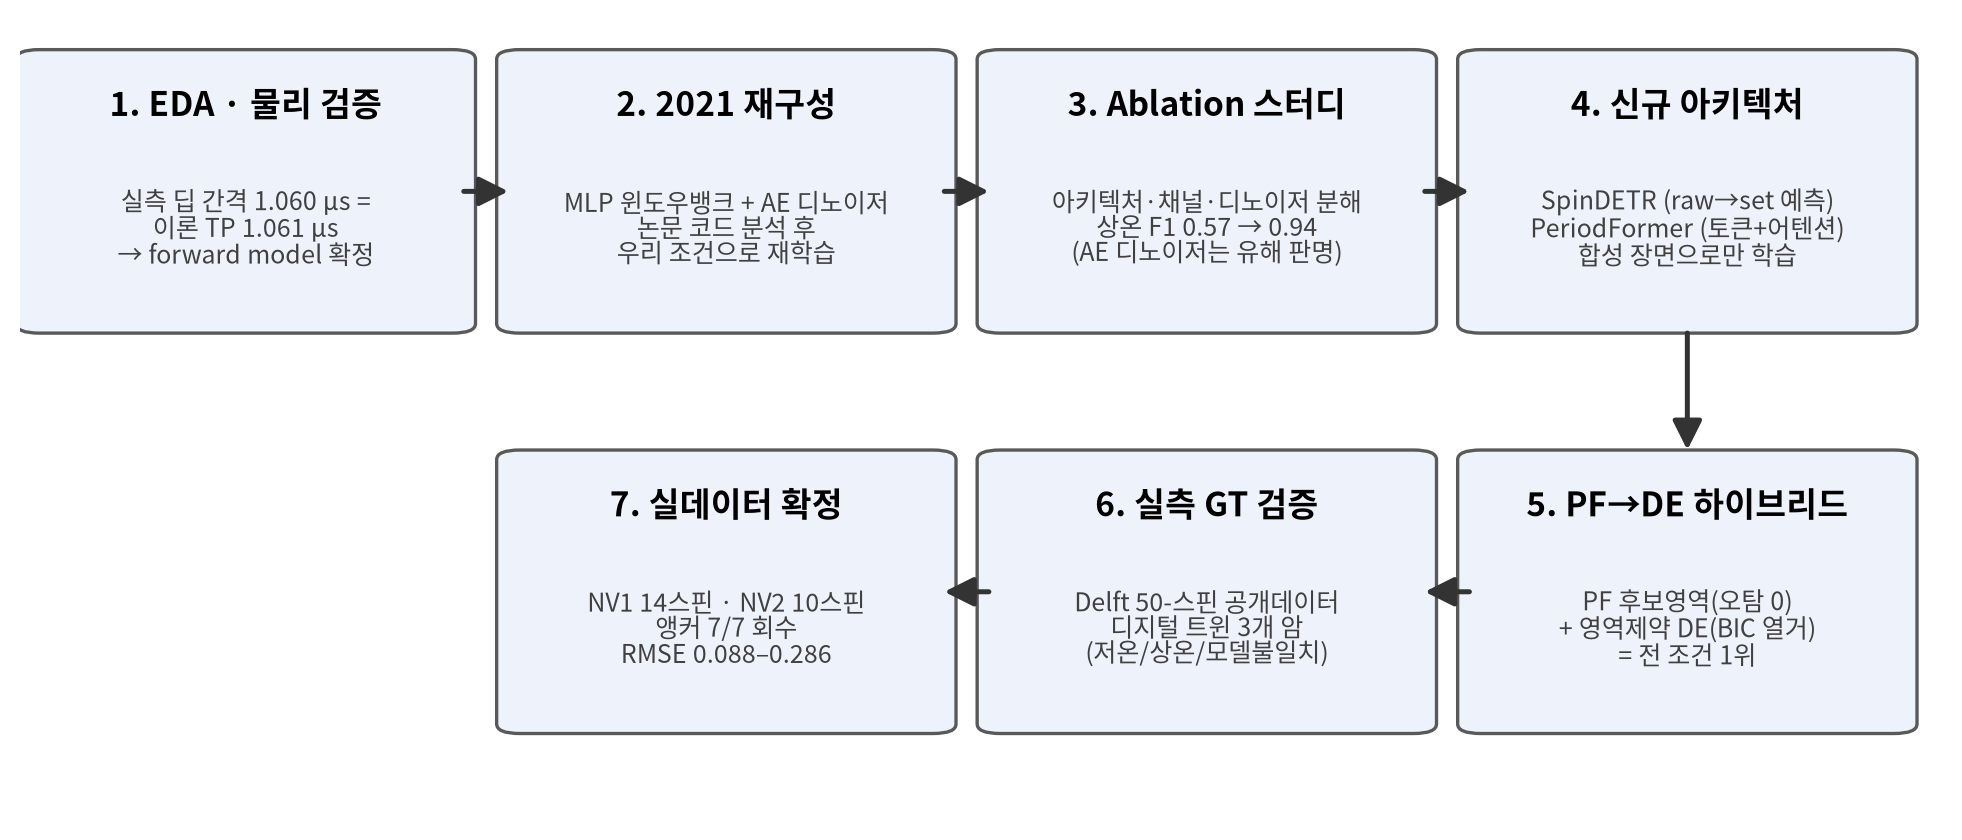 1. EDA · 물리 검증
실측 딥 간격 1.060 μs =
이론 TP 1.061 μs
→ forward model 확정
2. 2021 재구성
MLP 윈도우뱅크 + AE 디노이저
논문 코드 분석 후
우리 조건으로 재학습
3. Ablation 스터디
아키텍처·채널·디노이저 분해
상온 F1 0.57 → 0.94
(AE 디노이저는 유해 판명)
4. 신규 아키텍처
SpinDETR (raw→set 예측)
PeriodFormer (토큰+어텐션)
합성 장면으로만 학습
5. PF→DE 하이브리드
PF 후보영역(오탐 0)
+ 영역제약 DE(BIC 열거)
= 전 조건 1위
6. 실측 GT 검증
Delft 50-스핀 공개데이터
디지털 트윈 3개 암
(저온/상온/모델불일치)
7. 실데이터 확정
NV1 14스핀 · NV2 10스핀
앵커 7/7 회수
RMSE 0.088–0.286